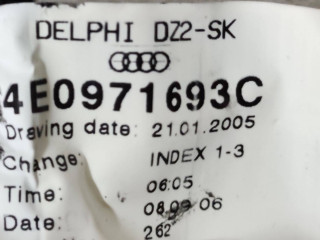 DELPHI DZ2-SK
4E0971693C
Drawing date: 21.01.2005
Change: INDEX 1-3
Time: 06:05
Date: 08.09 06
262